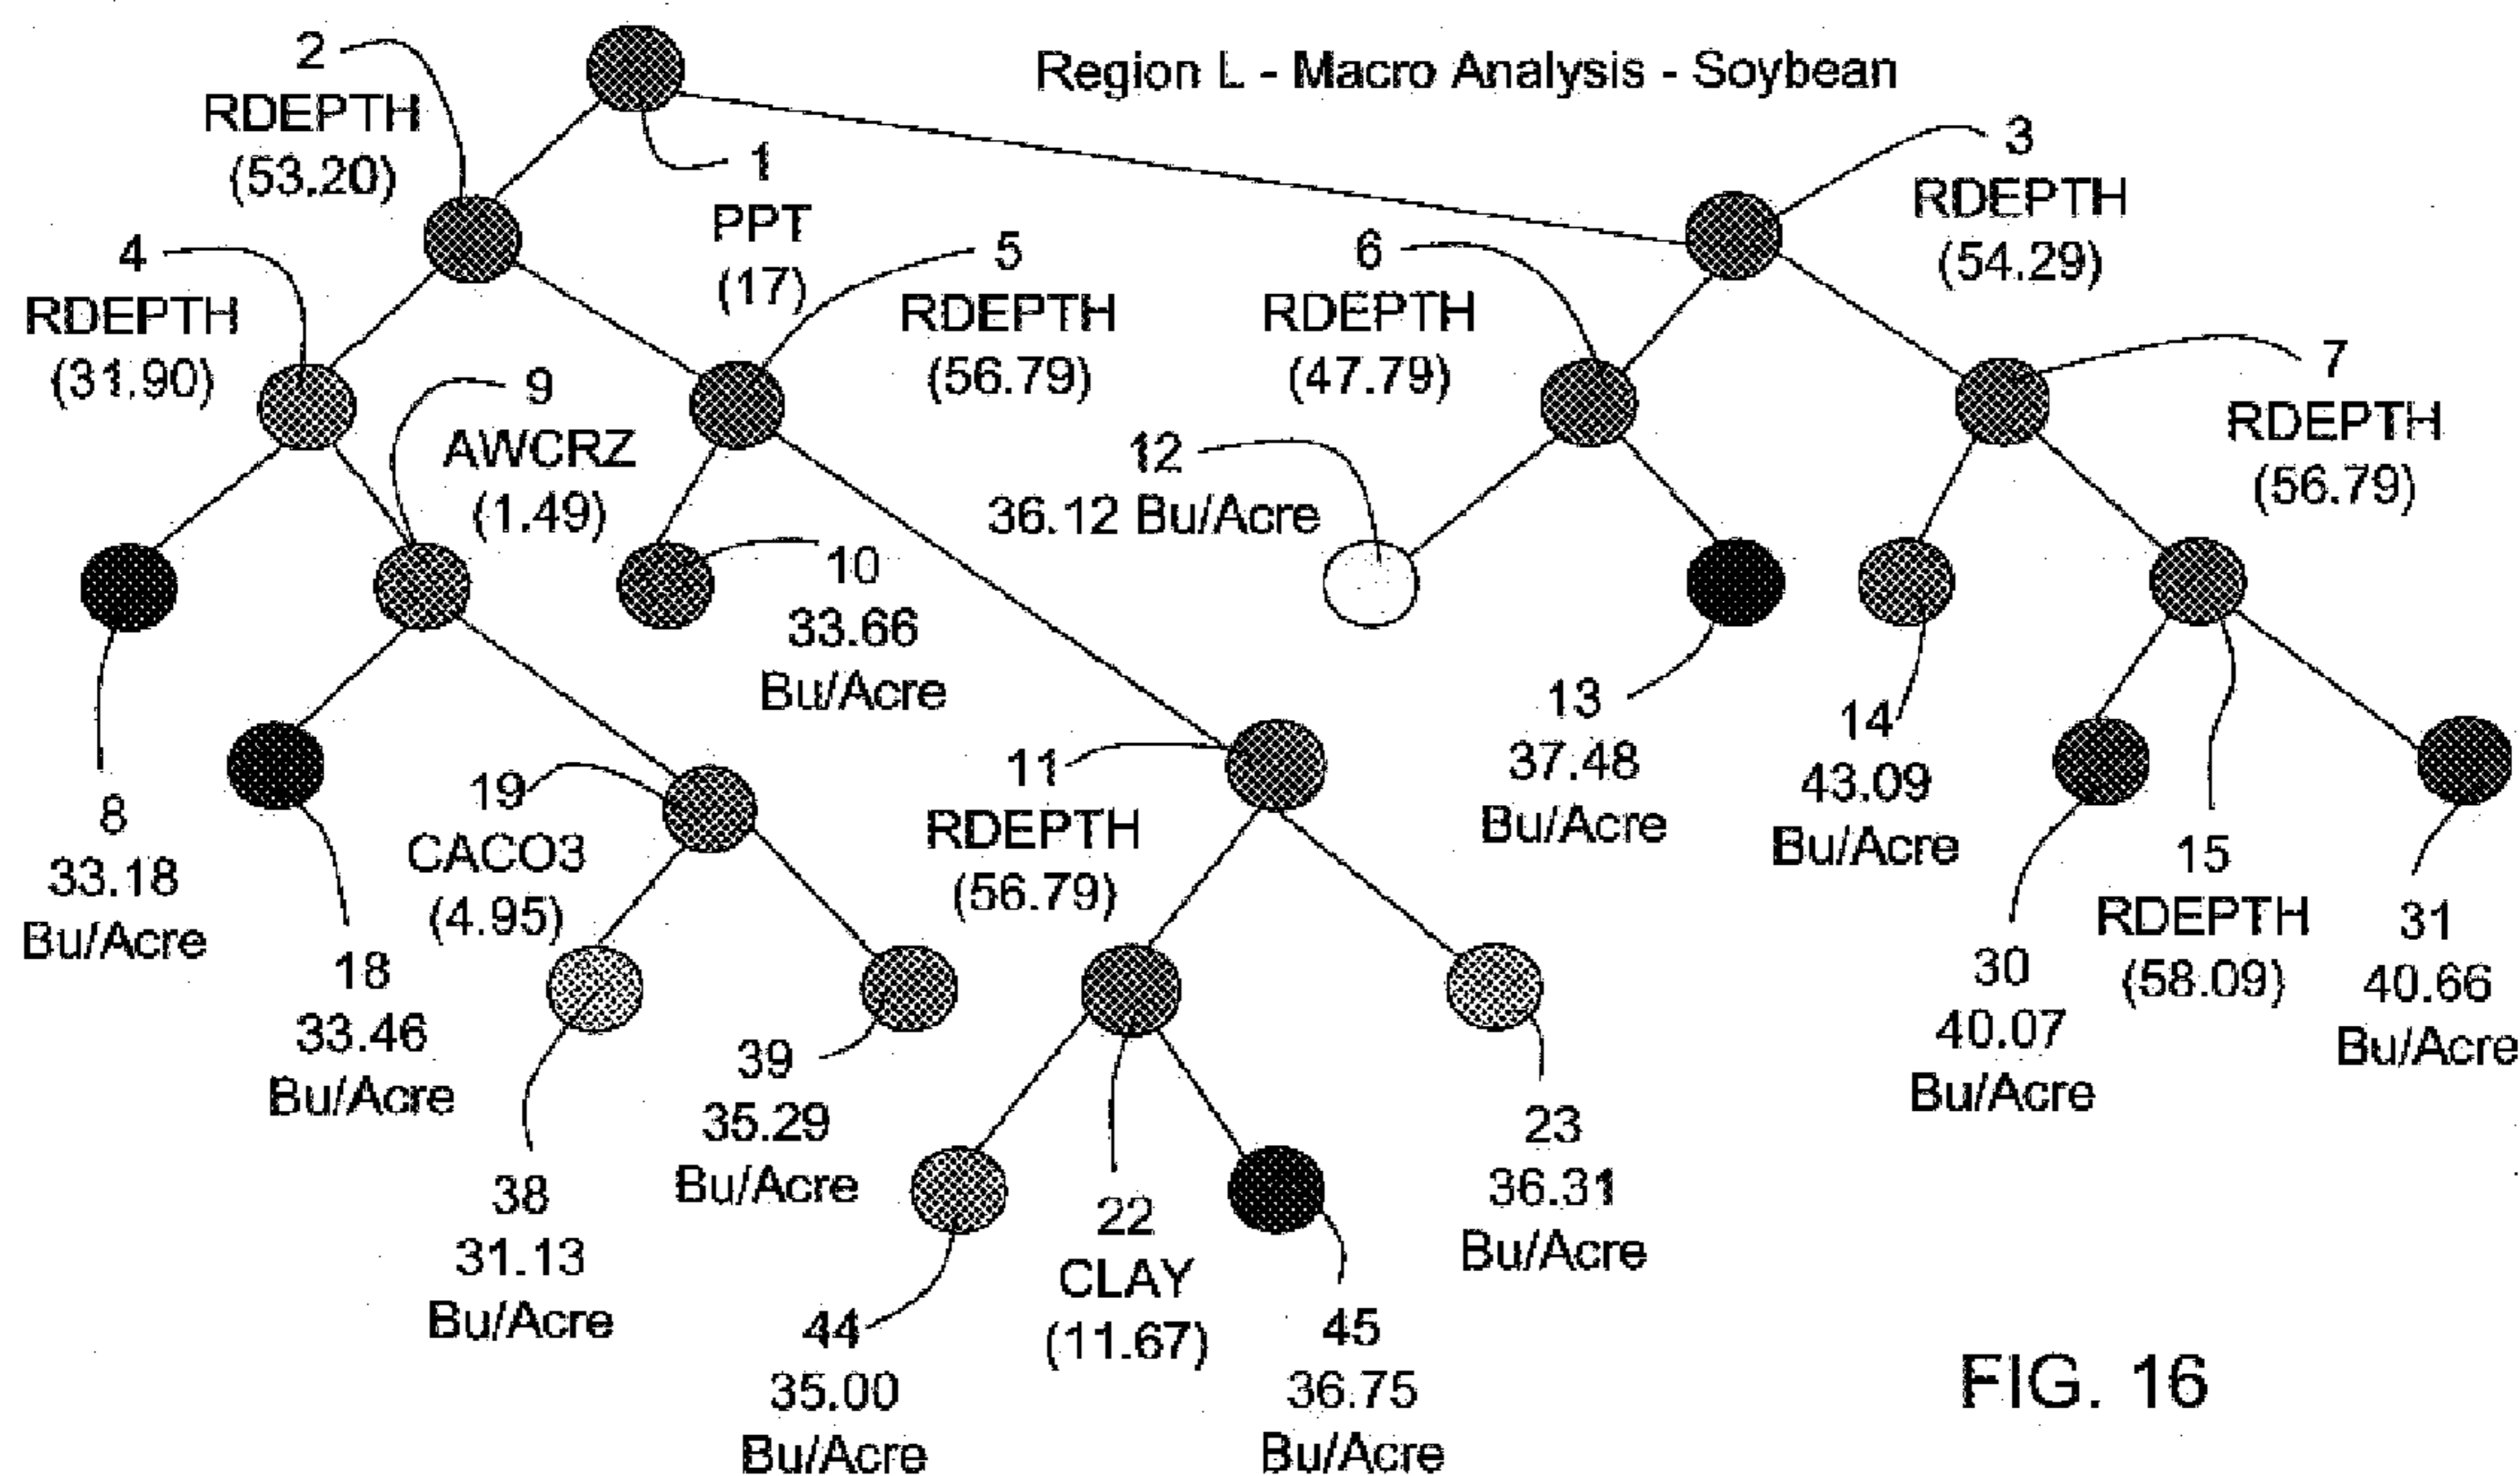 Region L - Macro Analysis - Soybean
2
RDEPTH
(53.20)
1
PPT
(17)
3
RDEPTH
(54.29)
4
RDEPTH
(31.90)
5
RDEPTH
(56.79)
6
RDEPTH
(47.79)
7
RDEPTH
(56.79)
9
AWCRZ
(1.49)
12
36.12 Bu/Acre
10
33.66
Bu/Acre
8
33.18
Bu/Acre
18
33.46
Bu/Acre
19
CACO3
(4.95)
11
RDEPTH
(56.79)
13
37.48
Bu/Acre
14
43.09
Bu/Acre
15
RDEPTH
(58.09)
30
40.07
Bu/Acre
31
40.66
Bu/Acre
38
31.13
Bu/Acre
39
35.29
Bu/Acre
22
CLAY
(11.67)
23
36.31
Bu/Acre
44
35.00
Bu/Acre
45
36.75
Bu/Acre
FIG. 16